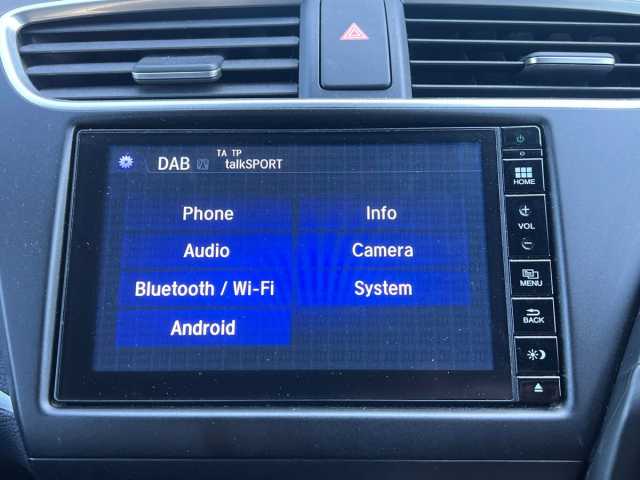 TA TP
DAB talkSPORT
Phone Info
Audio Camera
Bluetooth / Wi-Fi System
Android
HOME
VOL
MENU
BACK